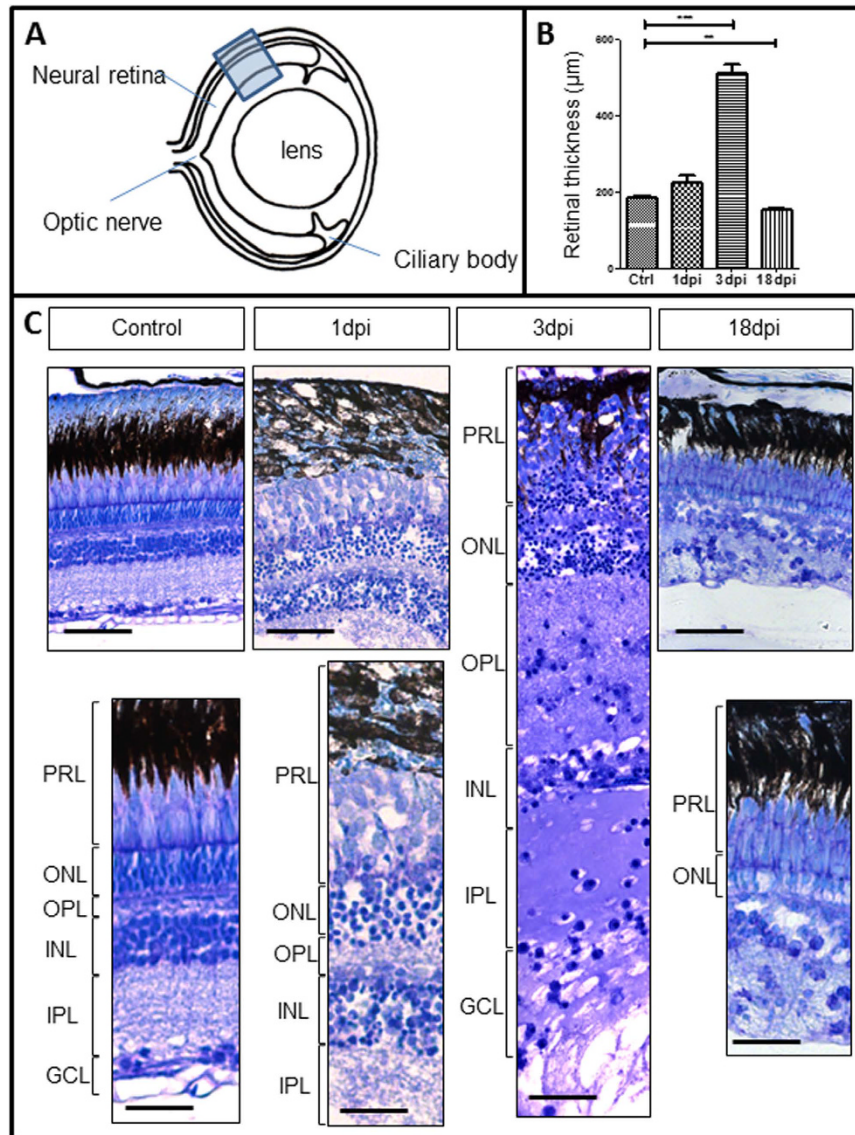 A
Neural retina
lens
Optic nerve
Ciliary body
B
Retinal thickness (µm)
600
400
200
0
Ctrl
1dpi
3dpi
18dpi
C
Control
1dpi
3dpi
18dpi
PRL
ONL
OPL
INL
IPL
GCL
PRL
ONL
OPL
INL
IPL
PRL
ONL
OPL
INL
IPL
GCL
PRL
ONL